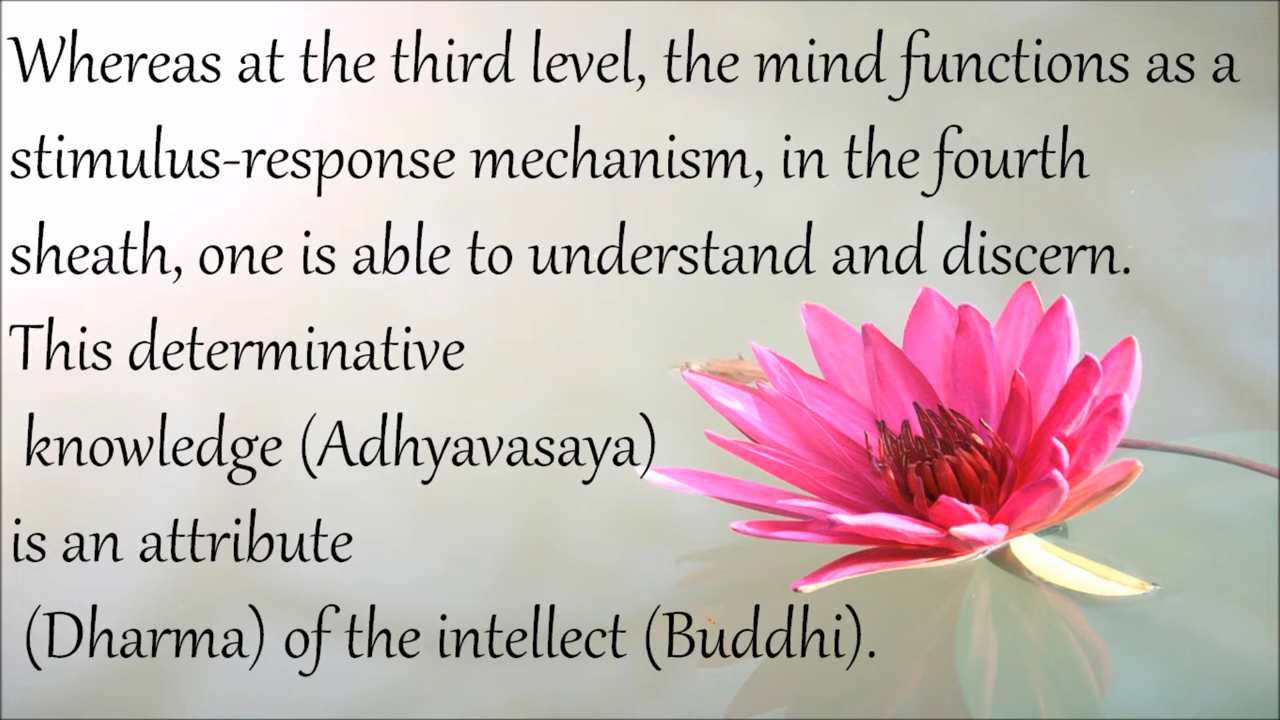 Whereas at the third level, the mind functions as a
stimulus-response mechanism, in the fourth
sheath, one is able to understand and discern.
This determinative
knowledge (Adhyavasaya)
is an attribute
(Dharma) of the intellect (Buddhi).